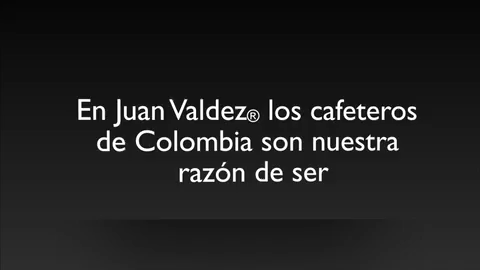 En Juan Valdez® los cafeteros
de Colombia son nuestra
razón de ser